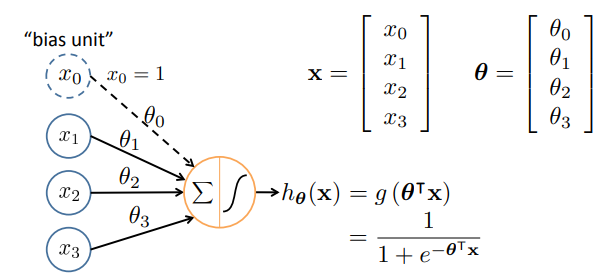 “bias unit”
x₀ x₀ = 1
θ₀
x₁ θ₁
x₂ θ₂
θ₃
x₃
Σ ∫
x = [ x₀ x₁ x₂ x₃ ]
θ = [ θ₀ θ₁ θ₂ θ₃ ]
h_θ(x) = g (θᵀx)
= 1 / (1 + e^(−θᵀx))